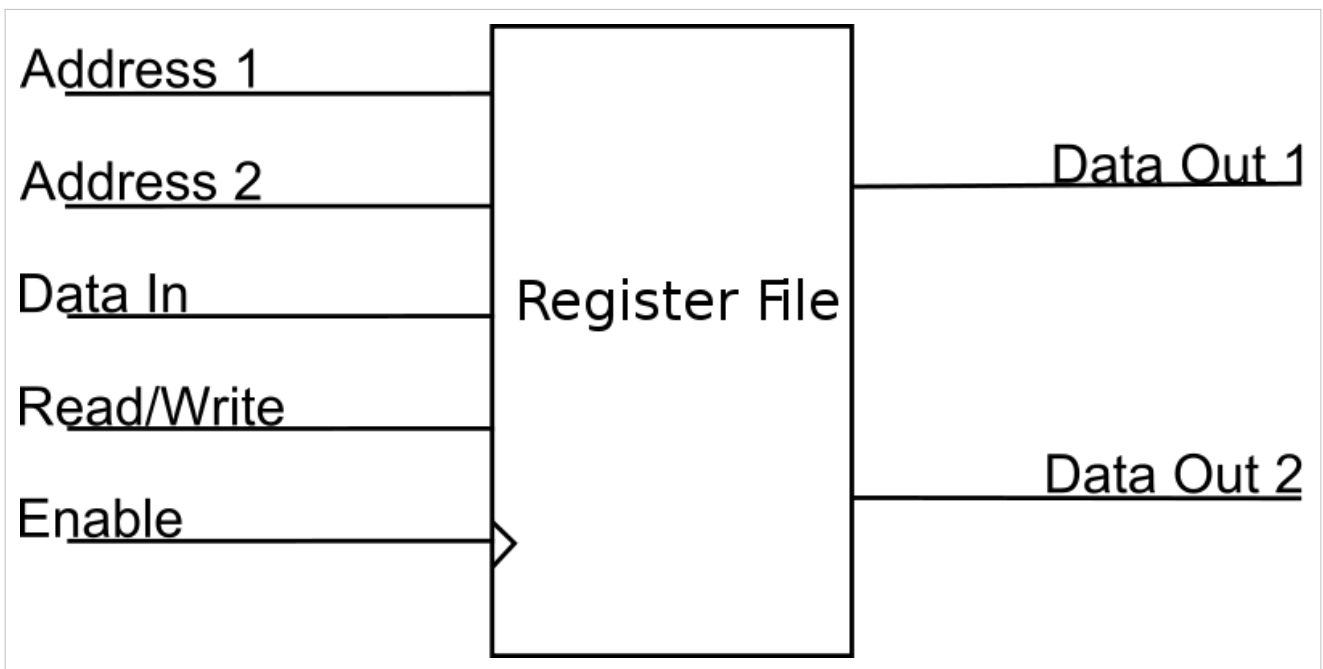 Address 1
Address 2
Data In
Read/Write
Enable
Register File
Data Out 1
Data Out 2